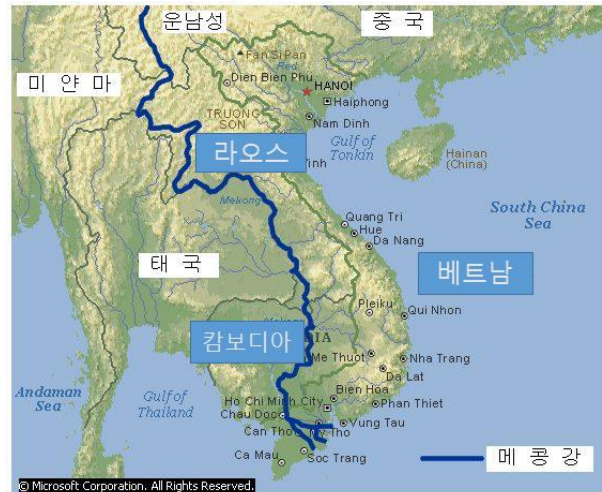 운남성
중 국
Fan Si Pan
Red
Dien Bien Phu
HANOI
미 얀 마
Haiphong
TRUONG
SON
Nam Dinh
Gulf of
Tonkin
Hainan
(China)
라오스
Vinh
Mekong
South China
Sea
Quang Tri
Hue
Da Nang
태 국
베트남
Pleiku
Qui Nhon
캄보디아
DIA
Me Thuot
Nha Trang
Da Lat
Andaman
Sea
Gulf of
Thailand
Bien Hoa
Ho Chi Minh City
Phan Thiet
Chau Doc
Vung Tau
Can Tho
My Tho
Ca Mau
Soc Trang
메 콩 강
© Microsoft Corporation. All Rights Reserved.